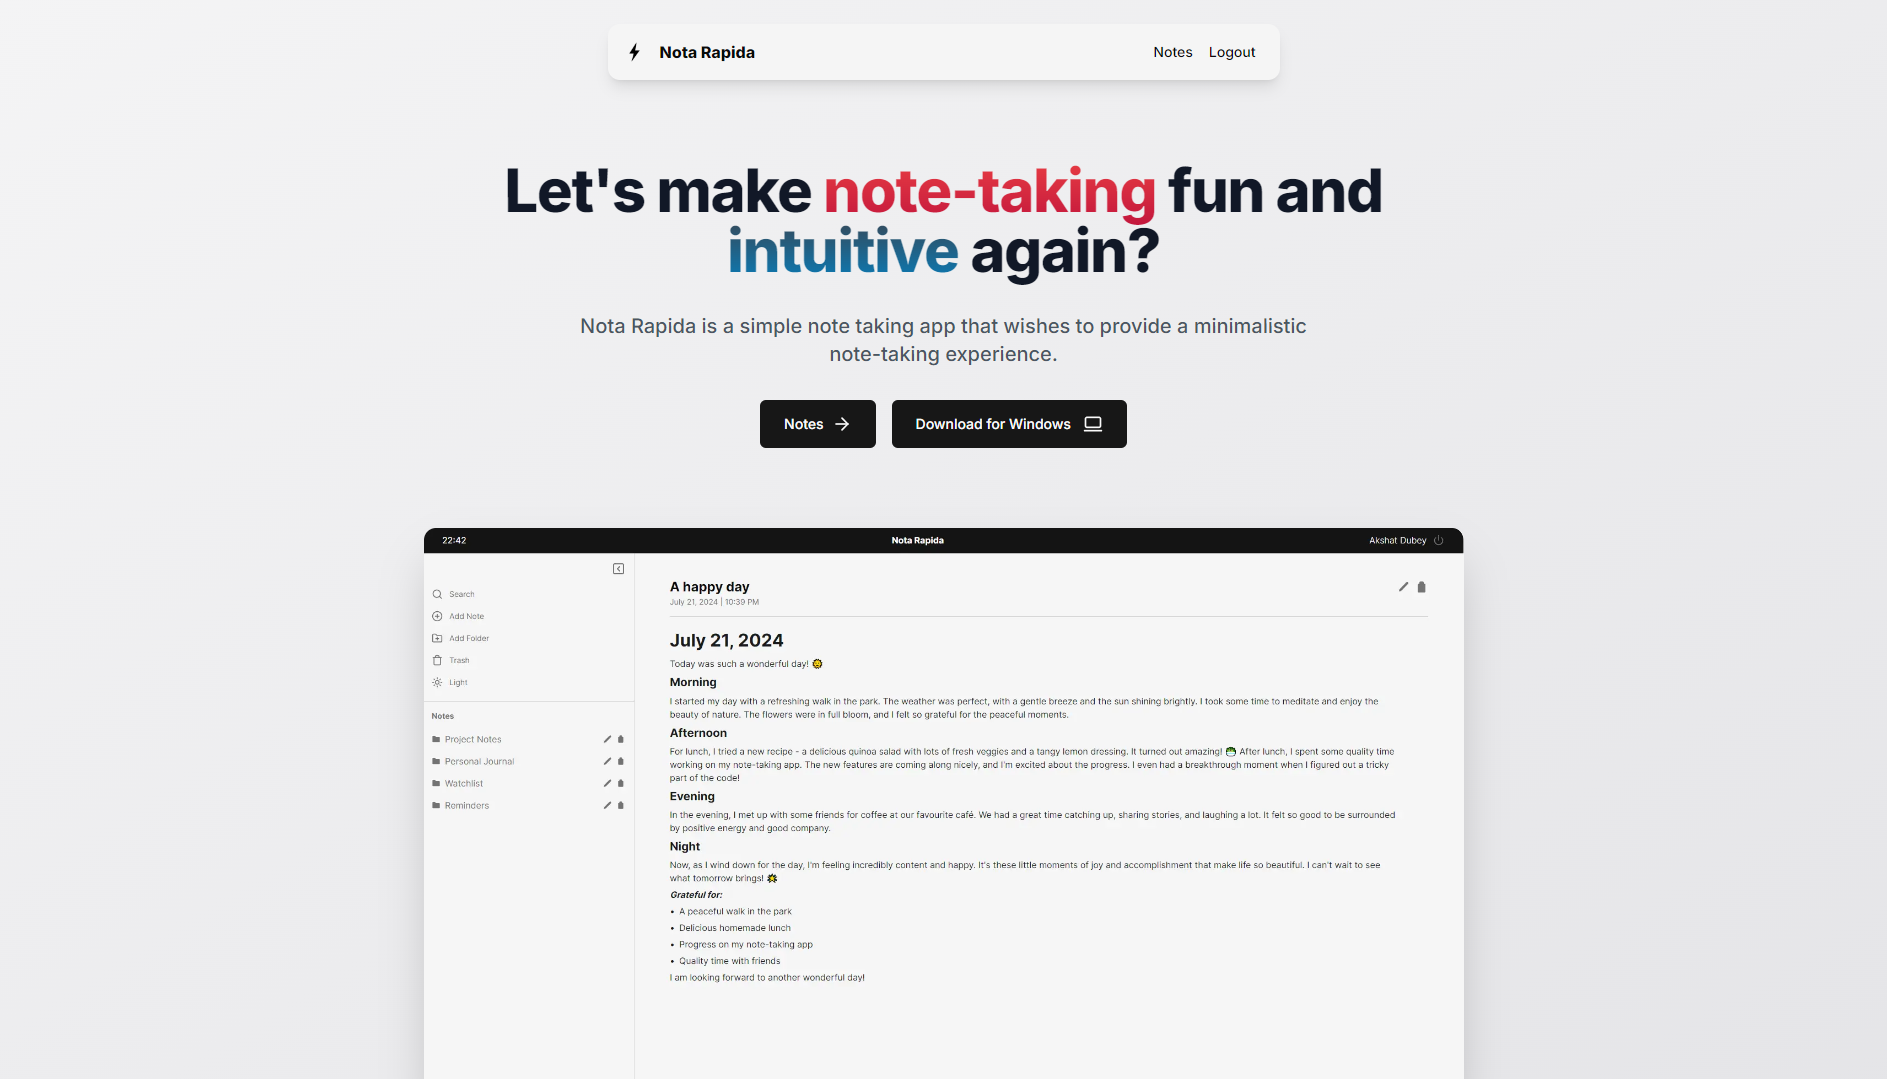 Nota Rapida
Notes Logout
Let's make note-taking fun and
intuitive again?
Nota Rapida is a simple note taking app that wishes to provide a minimalistic
note-taking experience.
Notes
Download for Windows
22:42
Nota Rapida
Akshat Dubey
Search
Add Note
Add Folder
Trash
Light
Notes
Project Notes
Personal Journal
Watchlist
Reminders
A happy day
July 21, 2024 | 10:39 PM
July 21, 2024
Today was such a wonderful day! 🌞
Morning
I started my day with a refreshing walk in the park. The weather was perfect, with a gentle breeze and the sun shining brightly. I took some time to meditate and enjoy the
beauty of nature. The flowers were in full bloom, and I felt so grateful for the peaceful moments.
Afternoon
For lunch, I tried a new recipe - a delicious quinoa salad with lots of fresh veggies and a tangy lemon dressing. It turned out amazing! 🥗 After lunch, I spent some quality time
working on my note-taking app. The new features are coming along nicely, and I'm excited about the progress. I even had a breakthrough moment when I figured out a tricky
part of the code!
Evening
In the evening, I met up with some friends for coffee at our favourite café. We had a great time catching up, sharing stories, and laughing a lot. It felt so good to be surrounded
by positive energy and good company.
Night
Now, as I wind down for the day, I'm feeling incredibly content and happy. It's these little moments of joy and accomplishment that make life so beautiful. I can't wait to see
what tomorrow brings! 🌟
Grateful for:
• A peaceful walk in the park
• Delicious homemade lunch
• Progress on my note-taking app
• Quality time with friends
I am looking forward to another wonderful day!